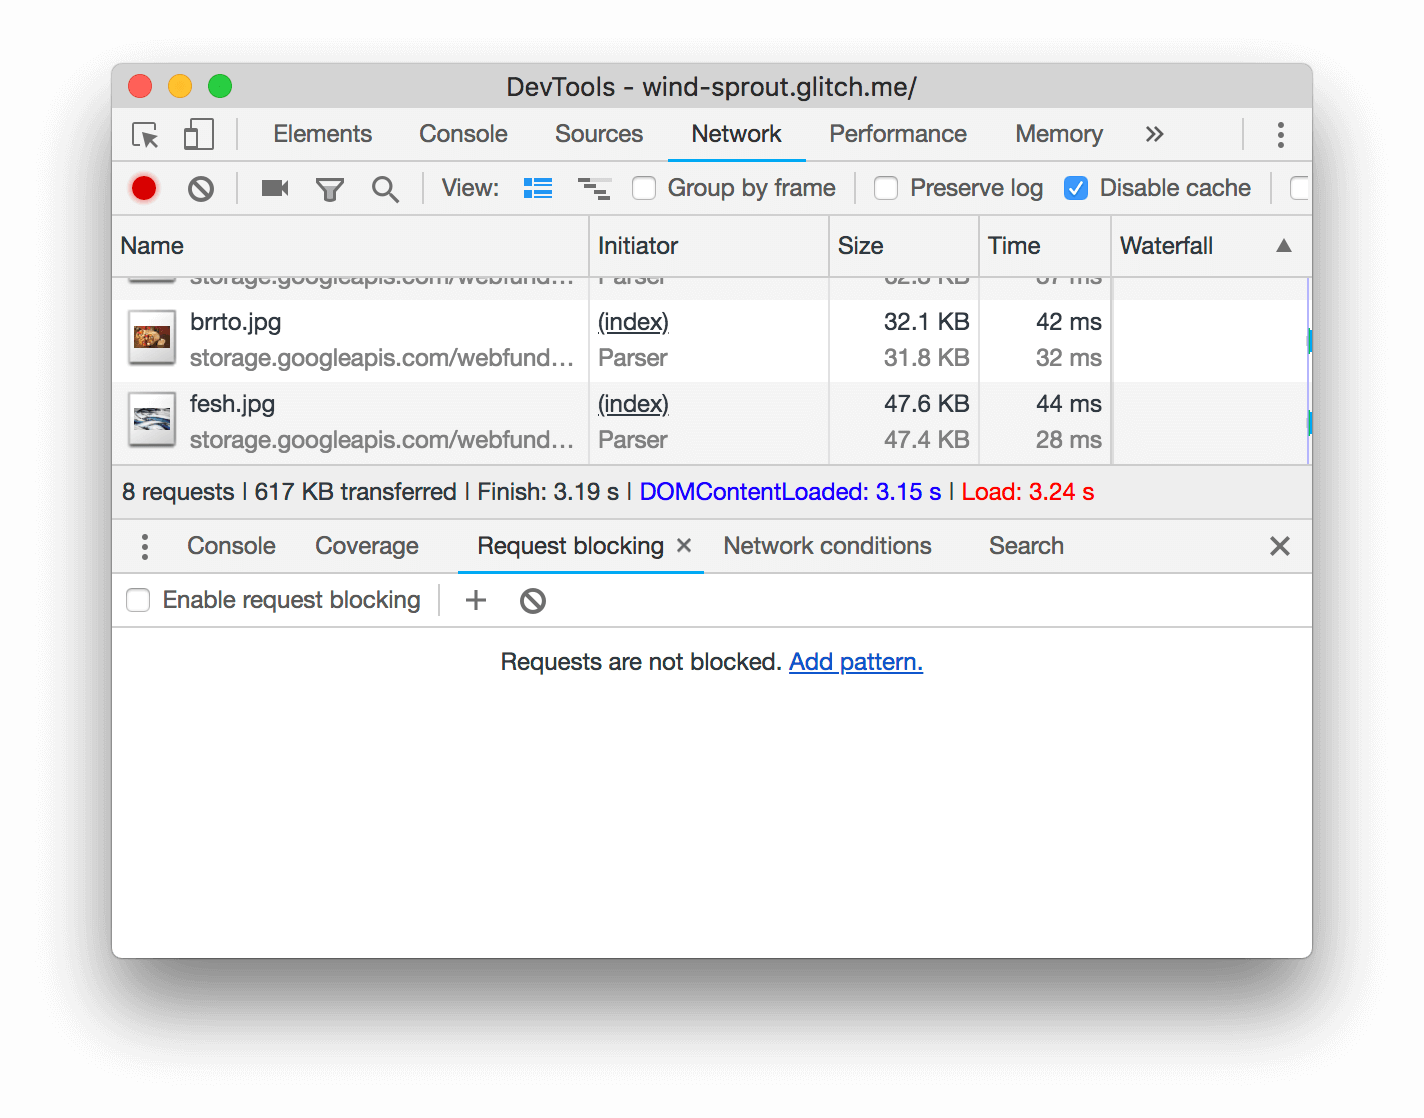 DevTools - wind-sprout.glitch.me/
Elements Console Sources Network Performance Memory
View: Group by frame Preserve log Disable cache
Name Initiator Size Time Waterfall
storage.googleapis.com/webfund... Parser 62.8 KB 37 ms
brrto.jpg (index) 32.1 KB 42 ms
storage.googleapis.com/webfund... Parser 31.8 KB 32 ms
fesh.jpg (index) 47.6 KB 44 ms
storage.googleapis.com/webfund... Parser 47.4 KB 28 ms
8 requests | 617 KB transferred | Finish: 3.19 s | DOMContentLoaded: 3.15 s | Load: 3.24 s
Console Coverage Request blocking Network conditions Search
Enable request blocking
Requests are not blocked. Add pattern.